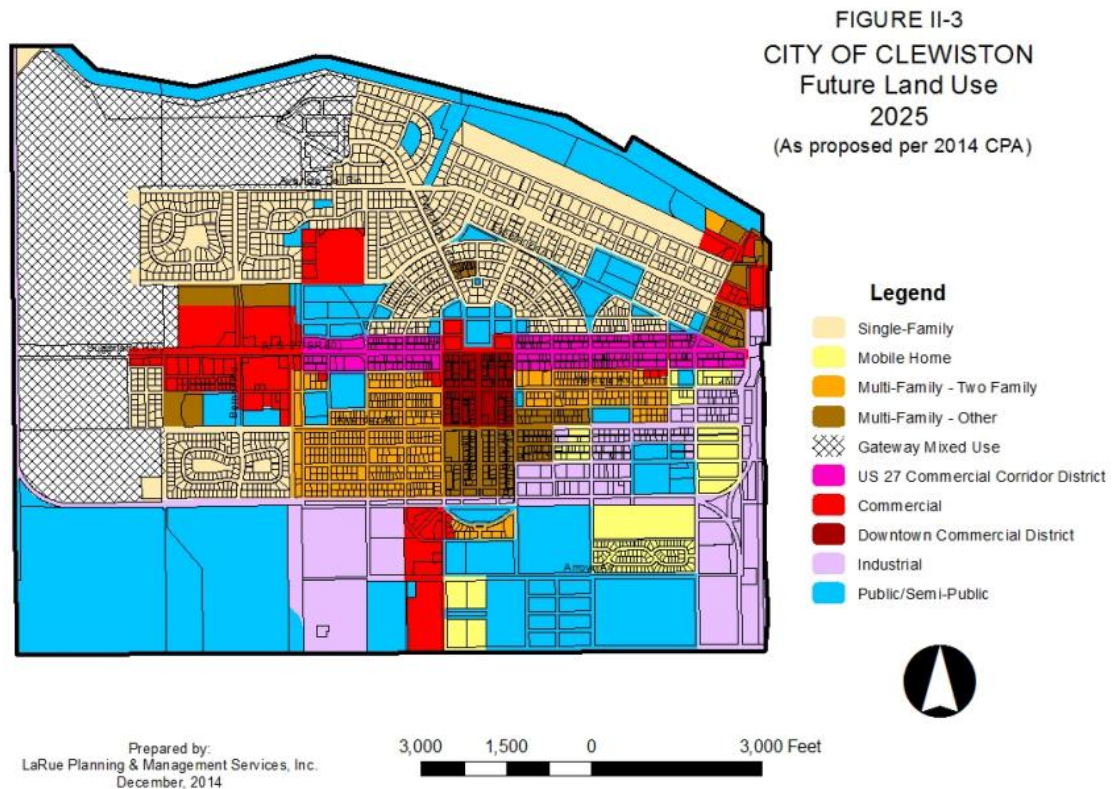 FIGURE II-3
CITY OF CLEWISTON
Future Land Use
2025
(As proposed per 2014 CPA)
Legend
Single-Family
Mobile Home
Multi-Family - Two Family
Multi-Family - Other
Gateway Mixed Use
US 27 Commercial Corridor District
Commercial
Downtown Commercial District
Industrial
Public/Semi-Public
Prepared by:
LaRue Planning & Management Services, Inc.
December, 2014
3,000 1,500 0 3,000 Feet